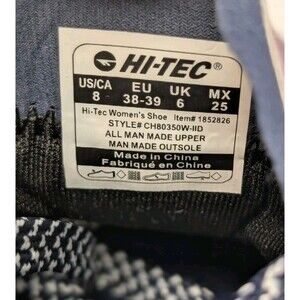 HI-TEC
US/CA EU UK MX
8 38-39 6 25
Hi-Tec Women's Shoe Item# 1852826
STYLE# CH80350W-IID
ALL MAN MADE UPPER
MAN MADE OUTSOLE
Made in China
Fabriqué en China